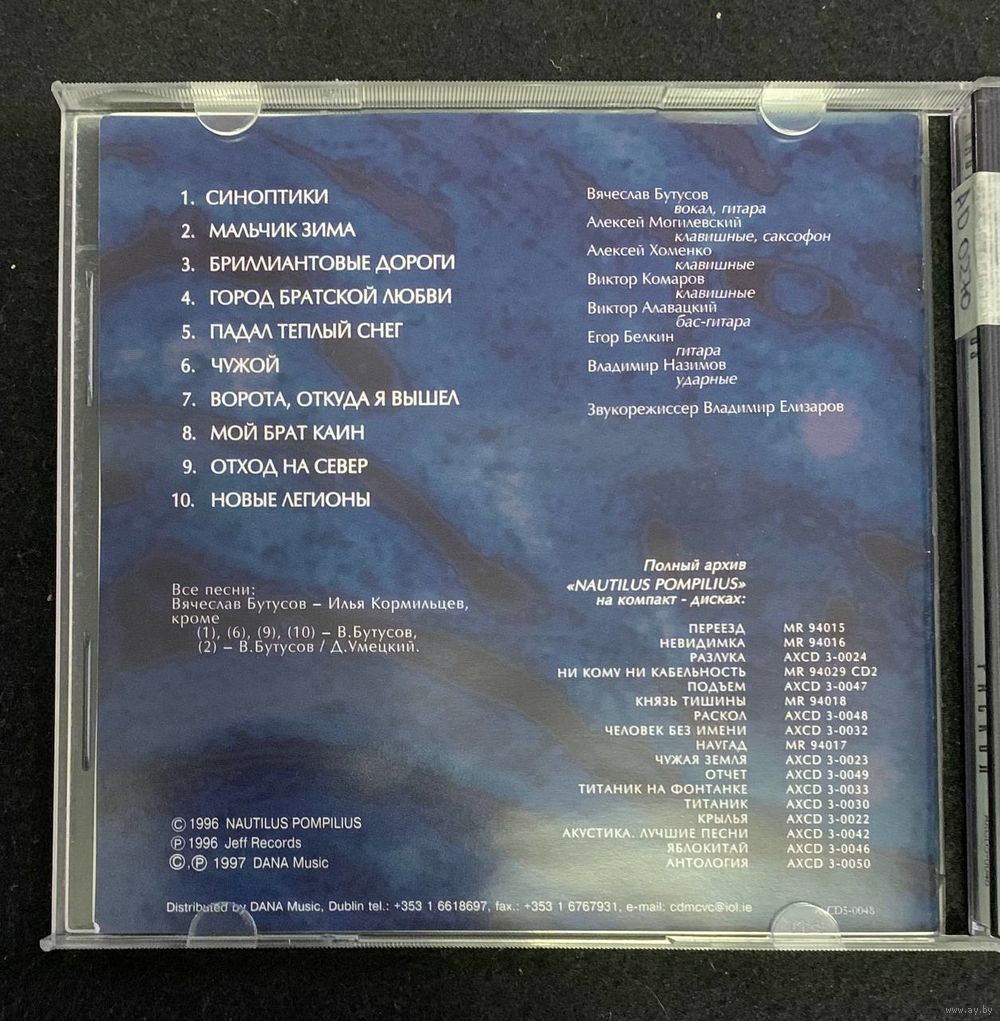 1. СИНОПТИКИ
2. МАЛЬЧИК ЗИМА
3. БРИЛЛИАНТОВЫЕ ДОРОГИ
4. ГОРОД БРАТСКОЙ ЛЮБВИ
5. ПАДАЛ ТЕПЛЫЙ СНЕГ
6. ЧУЖОЙ
7. ВОРОТА, ОТКУДА Я ВЫШЕЛ
8. МОЙ БРАТ КАИН
9. ОТХОД НА СЕВЕР
10. НОВЫЕ ЛЕГИОНЫ
Вячеслав Бутусов
вокал, гитара
Алексей Могилевский
клавишные, саксофон
Алексей Хоменко
клавишные
Виктор Комаров
клавишные
Виктор Алавацкий
бас-гитара
Егор Белкин
гитара
Владимир Назимов
ударные
Звукорежиссер Владимир Елизаров
Все песни:
Вячеслав Бутусов – Илья Кормильцев,
кроме
(1), (6), (9), (10) – В.Бутусов,
(2) – В.Бутусов / Д.Умецкий.
Полный архив
«NAUTILUS POMPILIUS»
на компакт - дисках:
ПЕРЕЕЗД MR 94015
НЕВИДИМКА MR 94016
РАЗЛУКА AXCD 3-0024
НИ КОМУ НИ КАБЕЛЬНОСТЬ MR 94029 CD2
ПОДЪЕМ AXCD 3-0047
КНЯЗЬ ТИШИНЫ MR 94018
РАСКОЛ AXCD 3-0048
ЧЕЛОВЕК БЕЗ ИМЕНИ AXCD 3-0032
НАУГАД MR 94017
ЧУЖАЯ ЗЕМЛЯ AXCD 3-0023
ОТЧЕТ AXCD 3-0049
ТИТАНИК НА ФОНТАНКЕ AXCD 3-0033
ТИТАНИК AXCD 3-0030
КРЫЛЬЯ AXCD 3-0022
АКУСТИКА. ЛУЧШИЕ ПЕСНИ AXCD 3-0042
ЯБЛОКИТАЙ AXCD 3-0046
АНТОЛОГИЯ AXCD 3-0050
© 1996 NAUTILUS POMPILIUS
℗ 1996 Jeff Records
©,℗ 1997 DANA Music
Distributed by DANA Music, Dublin tel.: +353 1 6618697, fax.: +353 1 6767931, e-mail: cdmcvc@iol.ie
CD5-0048
www.ay.by